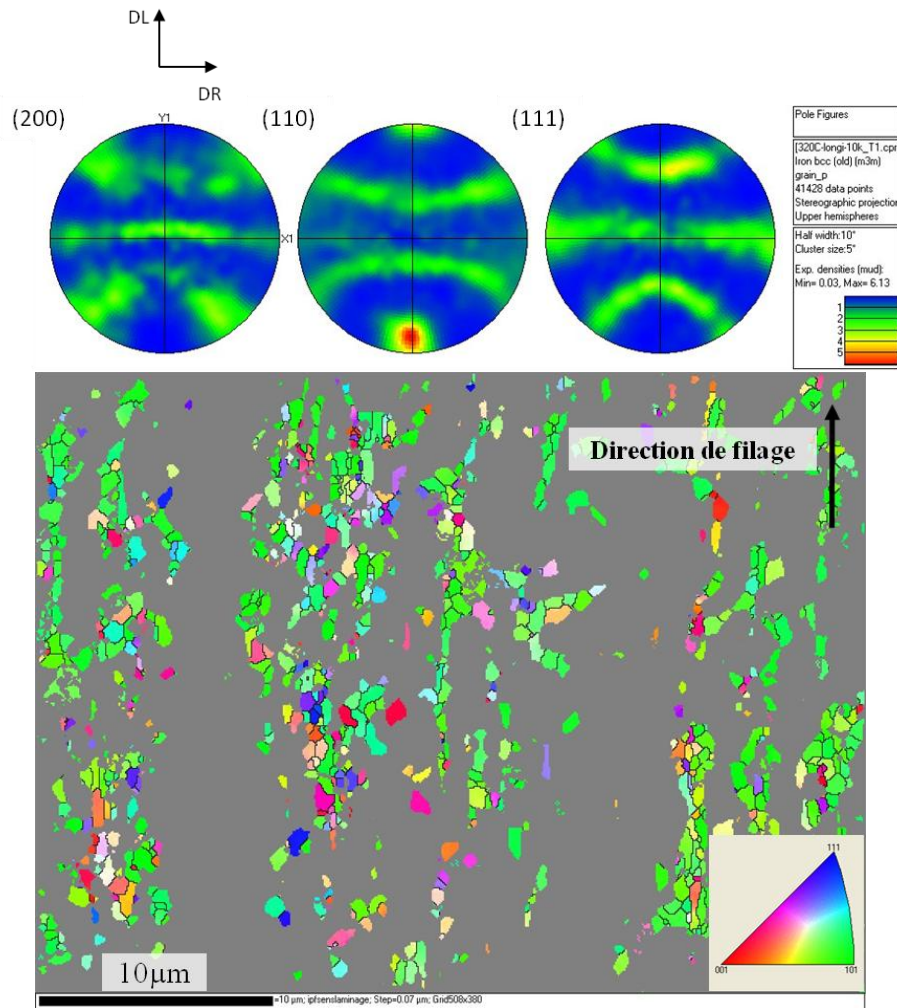 DL
DR
(200)
Y1
(110)
(111)
X1
Pole Figures
[320C-longi-10k_T1.cpr
Iron bcc (old) (m3m)
grain_p
41428 data points
Stereographic projection
Upper hemispheres
Half width:10°
Cluster size:5°
Exp. densities (mud):
Min= 0.03, Max= 6.13
1
2
3
4
5
Direction de filage
111
001
101
10μm
=10 μm; ipfsenslaminage; Step=0.07 μm; Grid508x380